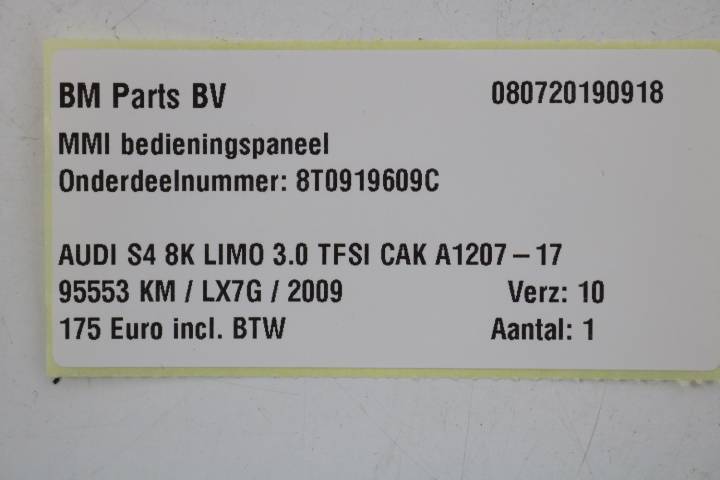 BM Parts BV 080720190918
MMI bedieningspaneel
Onderdeelnummer: 8T0919609C
AUDI S4 8K LIMO 3.0 TFSI CAK A1207 – 17
95553 KM / LX7G / 2009 Verz: 10
175 Euro incl. BTW Aantal: 1